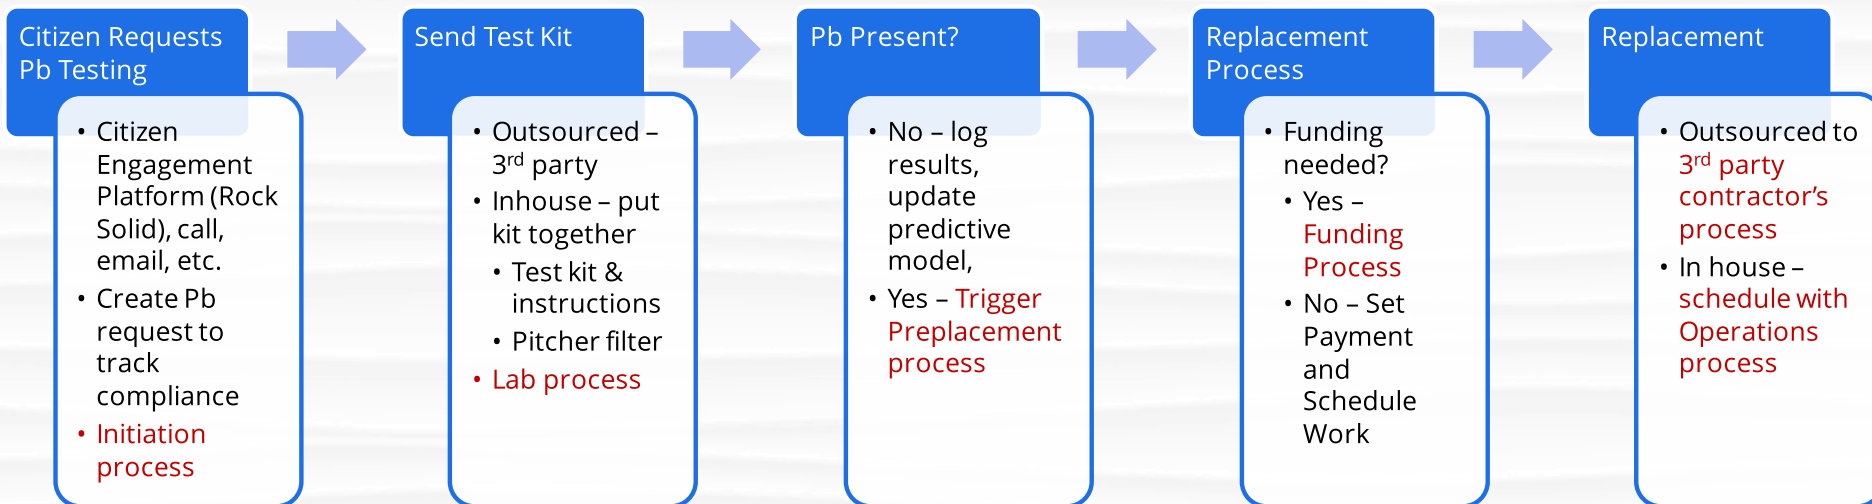 Citizen Requests
Pb Testing
• Citizen
Engagement
Platform (Rock
Solid), call,
email, etc.
• Create Pb
request to
track
compliance
• Initiation
process
Send Test Kit
• Outsourced –
3rd party
• Inhouse – put
kit together
• Test kit &
instructions
• Pitcher filter
• Lab process
Pb Present?
• No – log
results,
update
predictive
model,
• Yes – Trigger
Preplacement
process
Replacement
Process
• Funding
needed?
• Yes –
Funding
Process
• No – Set
Payment
and
Schedule
Work
Replacement
• Outsourced to
3rd party
contractor’s
process
• In house –
schedule with
Operations
process